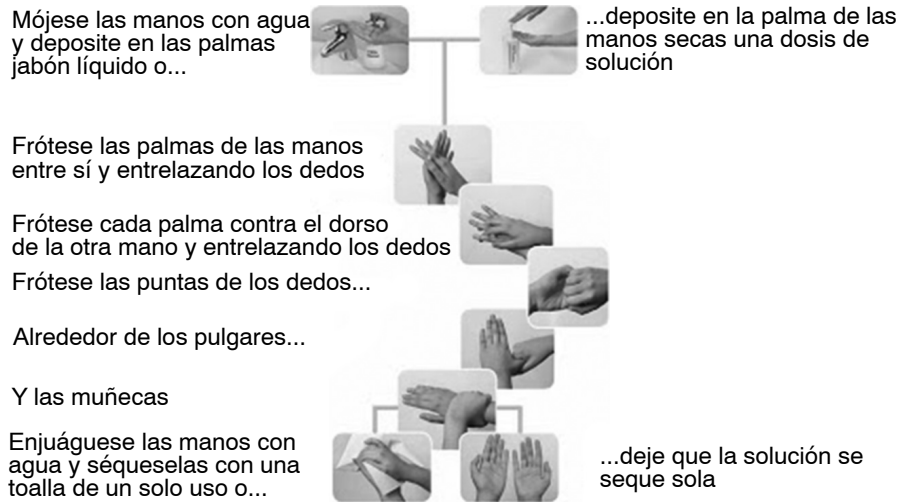 Mójese las manos con agua
y deposite en las palmas
jabón líquido o...
...deposite en la palma de las
manos secas una dosis de
solución
Frótese las palmas de las manos
entre sí y entrelazando los dedos
Frótese cada palma contra el dorso
de la otra mano y entrelazando los dedos
Frótese las puntas de los dedos...
Alrededor de los pulgares...
Y las muñecas
Enjuáguese las manos con
agua y séqueselas con una
toalla de un solo uso o...
...deje que la solución se
seque sola